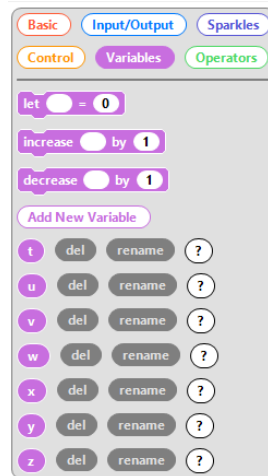 Basic Input/Output Sparkles
Control Variables Operators
let = 0
increase by 1
decrease by 1
Add New Variable
t del rename ?
u del rename ?
v del rename ?
w del rename ?
x del rename ?
y del rename ?
z del rename ?